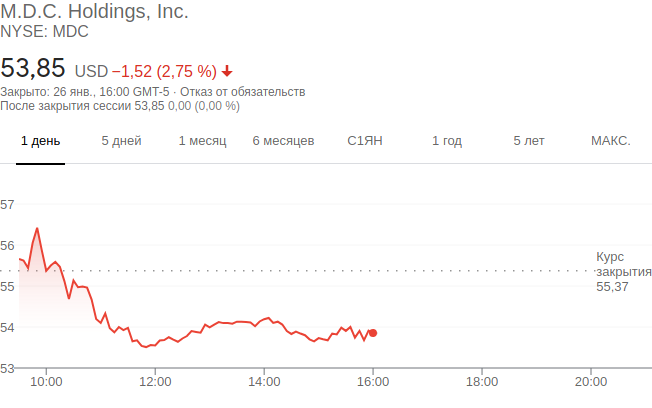 M.D.C. Holdings, Inc.
NYSE: MDC
53,85 USD −1,52 (2,75 %)
Закрыто: 26 янв., 16:00 GMT-5 · Отказ от обязательств
После закрытия сессии 53,85 0,00 (0,00 %)
1 день 5 дней 1 месяц 6 месяцев С1ЯН 1 год 5 лет МАКС.
57
56
Курс
закрытия
55,37
55
54
53
10:00 12:00 14:00 16:00 18:00 20:00